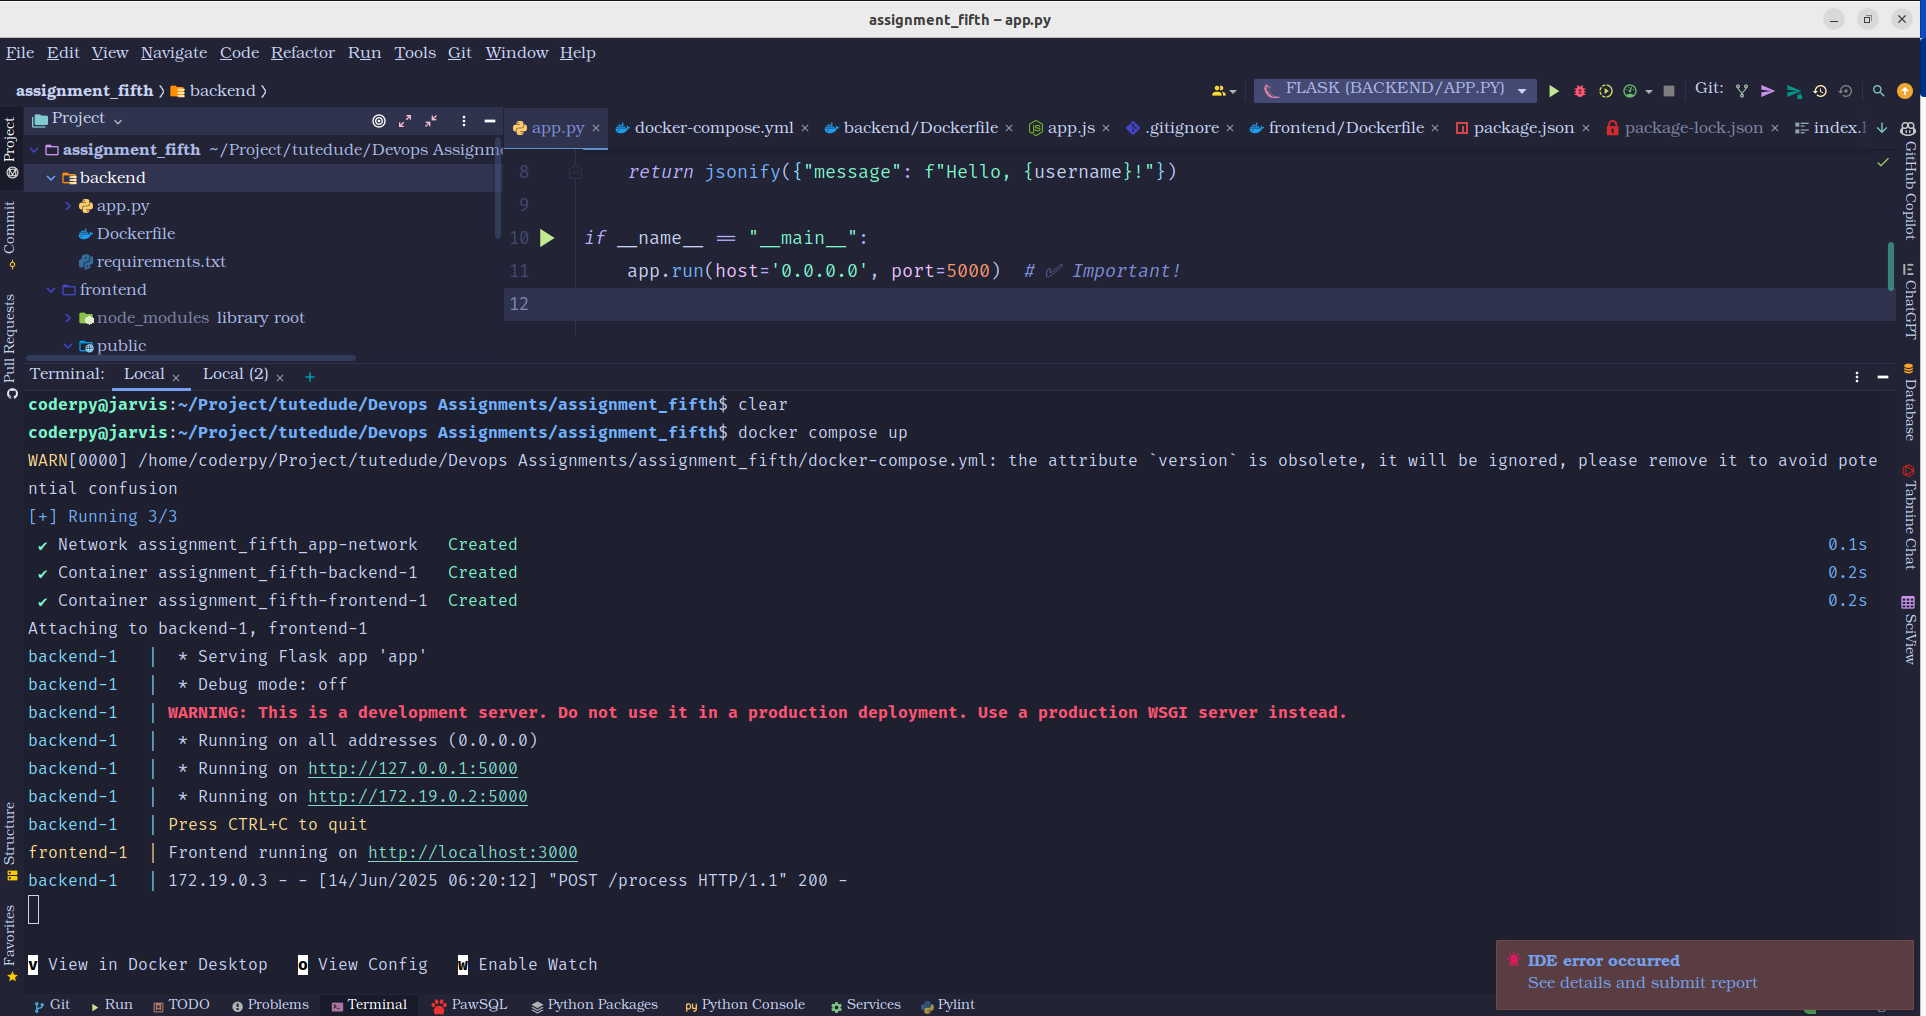 assignment_fifth – app.py
File Edit View Navigate Code Refactor Run Tools Git Window Help
assignment_fifth 〉 backend 〉
FLASK (BACKEND/APP.PY)
Git:
Project
app.py
docker-compose.yml
backend/Dockerfile
app.js
.gitignore
frontend/Dockerfile
package.json
package-lock.json
index.
assignment_fifth ~/Project/tutedude/Devops Assignm
backend
app.py
Dockerfile
requirements.txt
frontend
node_modules library root
public
8 return jsonify({"message": f"Hello, {username}!"})
9
10 if __name__ == "__main__":
11 app.run(host='0.0.0.0', port=5000) # ✅ Important!
12
Project
Commit
Pull Requests
Structure
Favorites
GitHub Copilot
ChatGPT
Database
Tabnine Chat
SciView
Terminal: Local × Local (2) × +
coderpy@jarvis:~/Project/tutedude/Devops Assignments/assignment_fifth$ clear
coderpy@jarvis:~/Project/tutedude/Devops Assignments/assignment_fifth$ docker compose up
WARN[0000] /home/coderpy/Project/tutedude/Devops Assignments/assignment_fifth/docker-compose.yml: the attribute `version` is obsolete, it will be ignored, please remove it to avoid pote
ntial confusion
[+] Running 3/3
✔ Network assignment_fifth_app-network Created 0.1s
✔ Container assignment_fifth-backend-1 Created 0.2s
✔ Container assignment_fifth-frontend-1 Created 0.2s
Attaching to backend-1, frontend-1
backend-1 | * Serving Flask app 'app'
backend-1 | * Debug mode: off
backend-1 | WARNING: This is a development server. Do not use it in a production deployment. Use a production WSGI server instead.
backend-1 | * Running on all addresses (0.0.0.0)
backend-1 | * Running on http://127.0.0.1:5000
backend-1 | * Running on http://172.19.0.2:5000
backend-1 | Press CTRL+C to quit
frontend-1 | Frontend running on http://localhost:3000
backend-1 | 172.19.0.3 - - [14/Jun/2025 06:20:12] "POST /process HTTP/1.1" 200 -
v View in Docker Desktop o View Config w Enable Watch
IDE error occurred
See details and submit report
Git Run TODO Problems Terminal PawSQL Python Packages Python Console Services Pylint